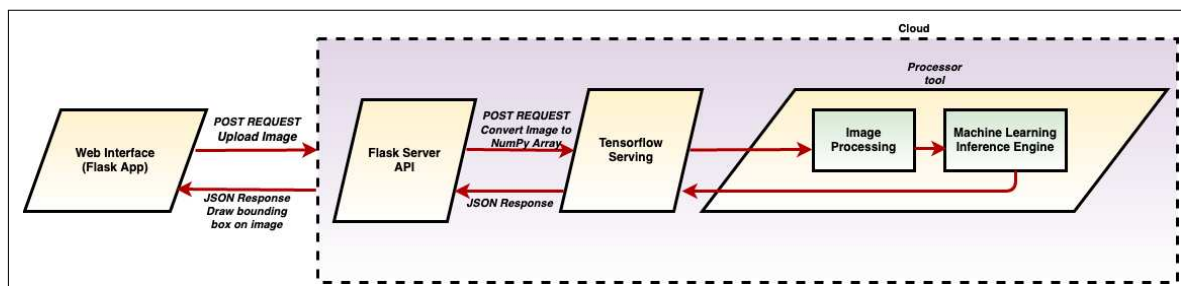 Cloud
Processor
tool
POST REQUEST
Upload Image
Web Interface
(Flask App)
JSON Response
Draw bounding
box on image
Flask Server
API
POST REQUEST
Convert Image to
NumPy Array
JSON Response
Tensorflow
Serving
Image
Processing
Machine Learning
Inference Engine